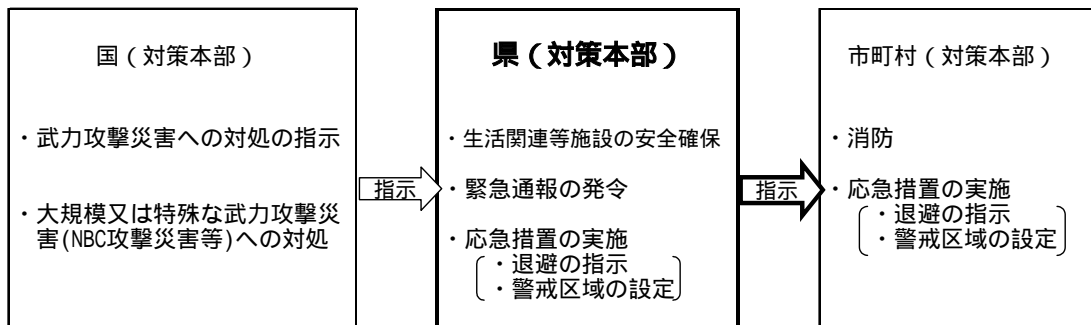 国(対策本部)
・武力攻撃災害への対処の指示
・大規模又は特殊な武力攻撃災
害(NBC攻撃災害等)への対処
指示
県(対策本部)
・生活関連等施設の安全確保
・緊急通報の発令
・応急措置の実施
・退避の指示
・警戒区域の設定
指示
市町村(対策本部)
・消防
・応急措置の実施
・退避の指示
・警戒区域の設定